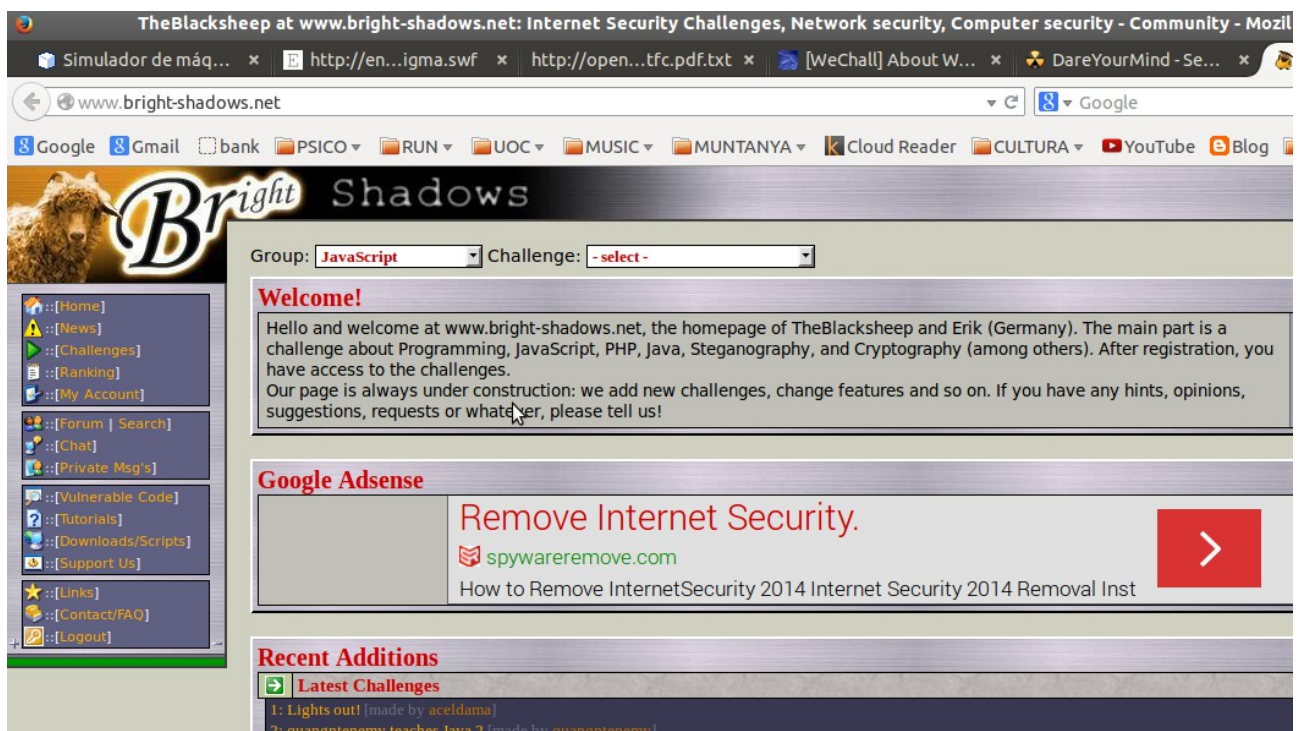 TheBlacksheep at www.bright-shadows.net: Internet Security Challenges, Network security, Computer security - Community - Mozil
Simulador de máq... × http://en...igma.swf × http://open...tfc.pdf.txt × [WeChall] About W... × DareYourMind - Se... ×
www.bright-shadows.net Google
Google Gmail bank PSICO RUN UOC MUSIC MUNTANYA Cloud Reader CULTURA YouTube Blog
Bright Shadows
Group: JavaScript Challenge: - select -
::[Home]
::[News]
::[Challenges]
::[Ranking]
::[My Account]
::[Forum | Search]
::[Chat]
::[Private Msg's]
::[Vulnerable Code]
::[Tutorials]
::[Downloads/Scripts]
::[Support Us]
::[Links]
::[Contact/FAQ]
::[Logout]
Welcome!
Hello and welcome at www.bright-shadows.net, the homepage of TheBlacksheep and Erik (Germany). The main part is a
challenge about Programming, JavaScript, PHP, Java, Steganography, and Cryptography (among others). After registration, you
have access to the challenges.
Our page is always under construction: we add new challenges, change features and so on. If you have any hints, opinions,
suggestions, requests or whatever, please tell us!
Google Adsense
Remove Internet Security.
spywareremove.com
How to Remove InternetSecurity 2014 Internet Security 2014 Removal Inst
Recent Additions
Latest Challenges
1: Lights out! [made by aceldama]
2: quangntenemy teaches Java 2 [made by quangntenemy]